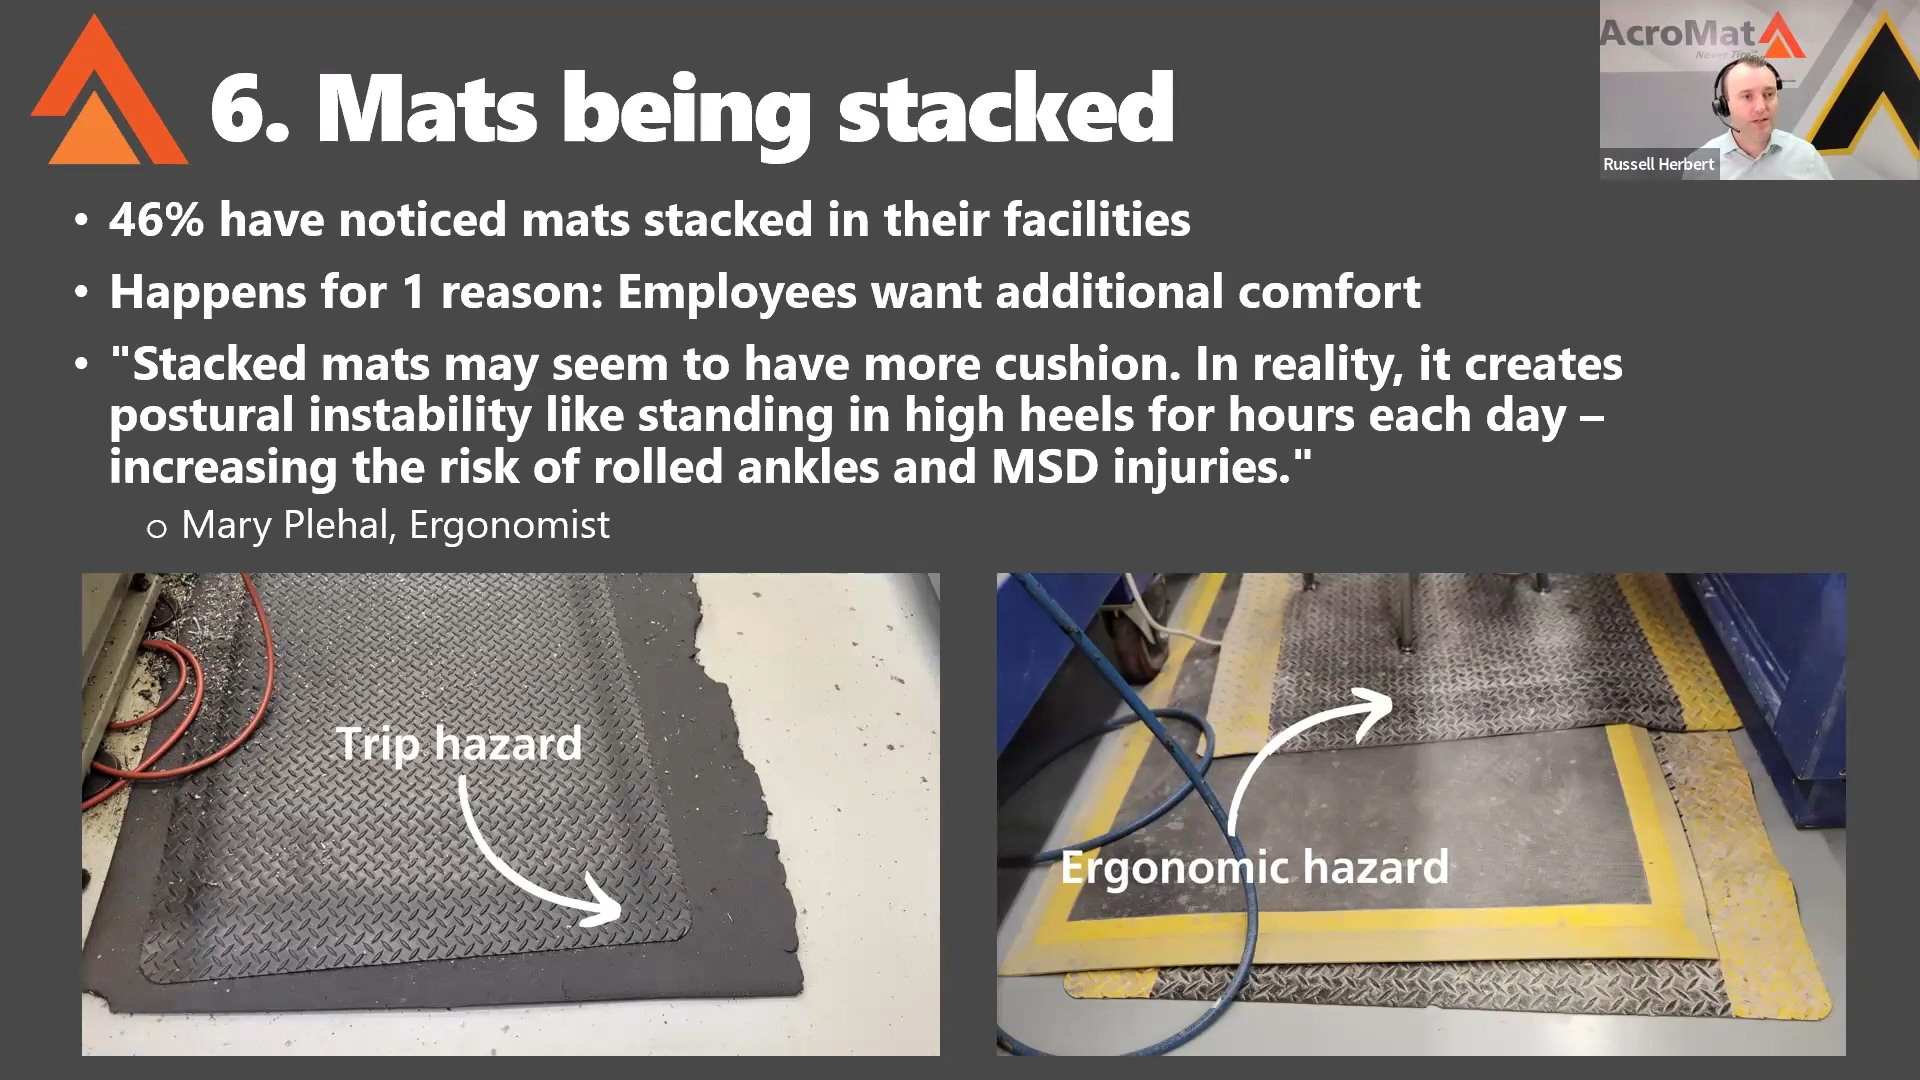 AcroMat
Never Tire™
6. Mats being stacked
Russell Herbert
• 46% have noticed mats stacked in their facilities
• Happens for 1 reason: Employees want additional comfort
• "Stacked mats may seem to have more cushion. In reality, it creates
postural instability like standing in high heels for hours each day –
increasing the risk of rolled ankles and MSD injuries."
o Mary Plehal, Ergonomist
Trip hazard
Ergonomic hazard